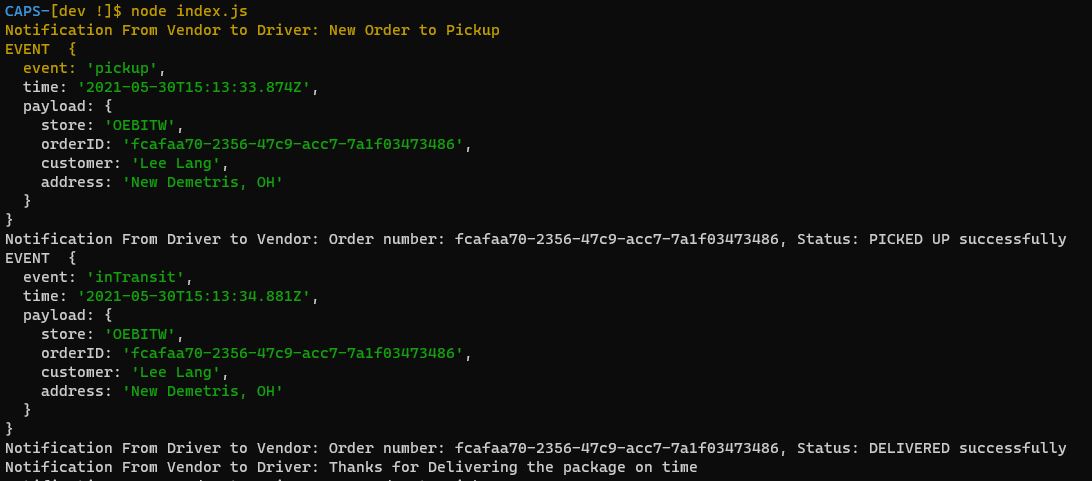 CAPS-[dev !]$ node index.js
Notification From Vendor to Driver: New Order to Pickup
EVENT  {
  event: 'pickup',
  time: '2021-05-30T15:13:33.874Z',
  payload: {
    store: 'OEBITW',
    orderID: 'fcafaa70-2356-47c9-acc7-7a1f03473486',
    customer: 'Lee Lang',
    address: 'New Demetris, OH'
  }
}
Notification From Driver to Vendor: Order number: fcafaa70-2356-47c9-acc7-7a1f03473486, Status: PICKED UP successfully
EVENT  {
  event: 'inTransit',
  time: '2021-05-30T15:13:34.881Z',
  payload: {
    store: 'OEBITW',
    orderID: 'fcafaa70-2356-47c9-acc7-7a1f03473486',
    customer: 'Lee Lang',
    address: 'New Demetris, OH'
  }
}
Notification From Driver to Vendor: Order number: fcafaa70-2356-47c9-acc7-7a1f03473486, Status: DELIVERED successfully
Notification From Vendor to Driver: Thanks for Delivering the package on time